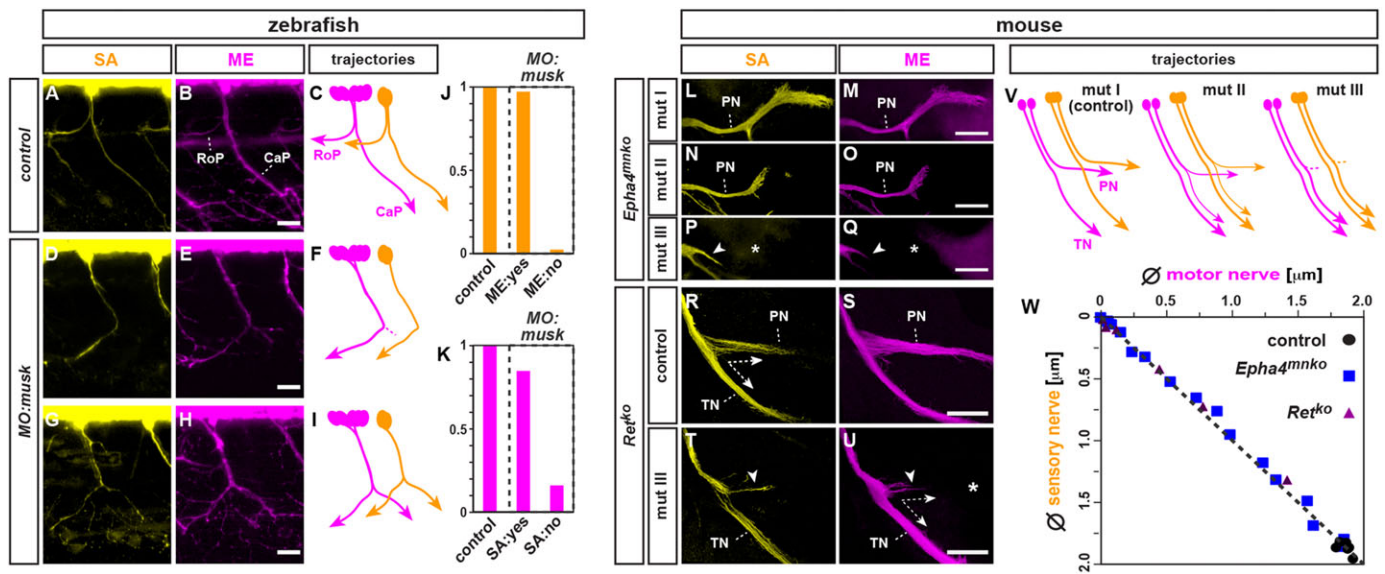 zebrafish
SA
ME
trajectories
control
A
B
RoP
CaP
C
RoP
CaP
MO:musk
D
E
F
G
H
I
J
MO:
musk
1
0.5
0
control
ME:yes
ME:no
K
MO:
musk
1
0.5
0
control
SA:yes
SA:no
mouse
SA
ME
trajectories
Epha4mnko
mut I
L
PN
M
PN
mut II
N
PN
O
PN
mut III
P
*
Q
*
Retko
control
R
PN
TN
S
PN
mut III
T
TN
U
*
TN
V
mut I
(control)
mut II
mut III
PN
TN
W
Ø motor nerve [µm]
0 0.5 1.0 1.5 2.0
Ø sensory nerve [µm]
0
0.5
1.0
1.5
2.0
control
Epha4mnko
Retko